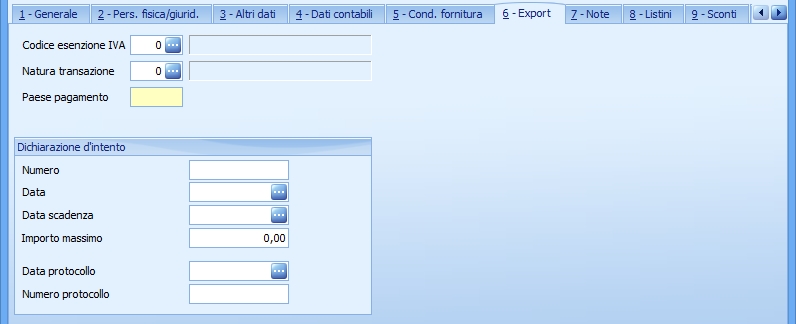 1 - Generale 2 - Pers. fisica/giurid. 3 - Altri dati 4 - Dati contabili 5 - Cond. fornitura 6 - Export 7 - Note 8 - Listini 9 - Sconti
Codice esenzione IVA 0
Natura transazione 0
Paese pagamento
Dichiarazione d'intento
Numero
Data
Data scadenza
Importo massimo 0,00
Data protocollo
Numero protocollo